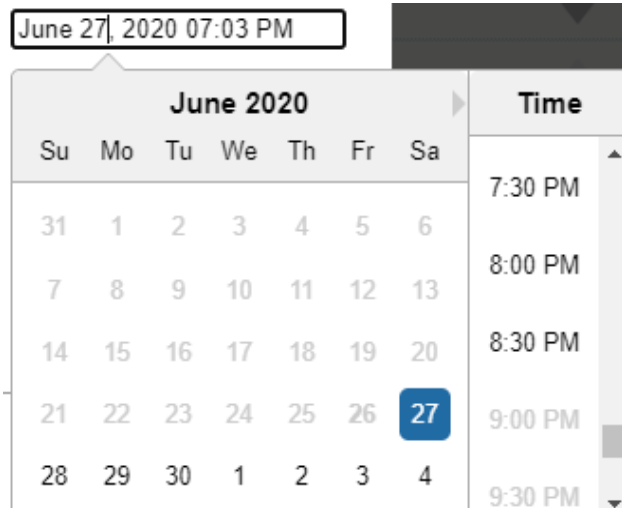 June 27, 2020 07:03 PM
June 2020
Su Mo Tu We Th Fr Sa
31 1 2 3 4 5 6
7 8 9 10 11 12 13
14 15 16 17 18 19 20
21 22 23 24 25 26 27
28 29 30 1 2 3 4
Time
7:30 PM
8:00 PM
8:30 PM
9:00 PM
9:30 PM